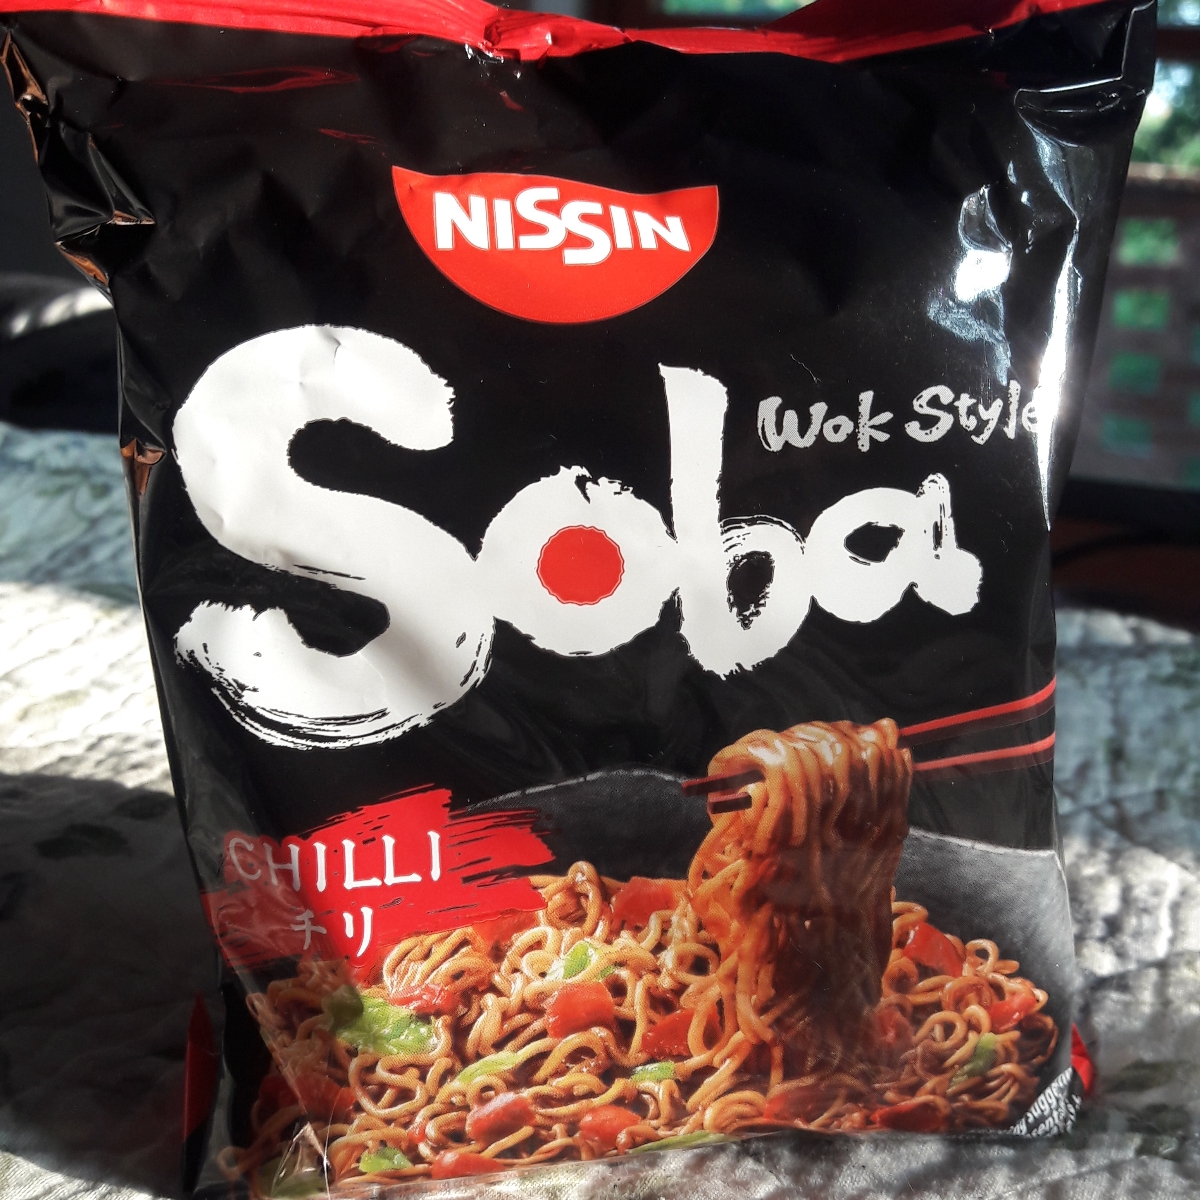 NISSIN
Wok Style
Soba
CHILLI
チリ